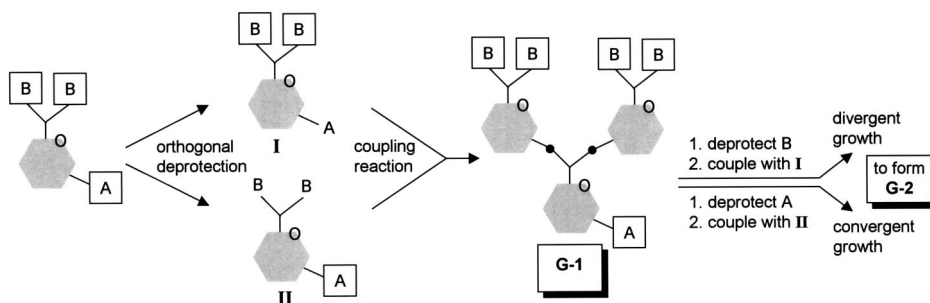 B B
O
A
orthogonal
deprotection
B B
O
A
I
B B
O
A
II
coupling
reaction
B B
B B
O
O
O
A
G-1
1. deprotect B
2. couple with I
1. deprotect A
2. couple with II
divergent
growth
to form
G-2
convergent
growth